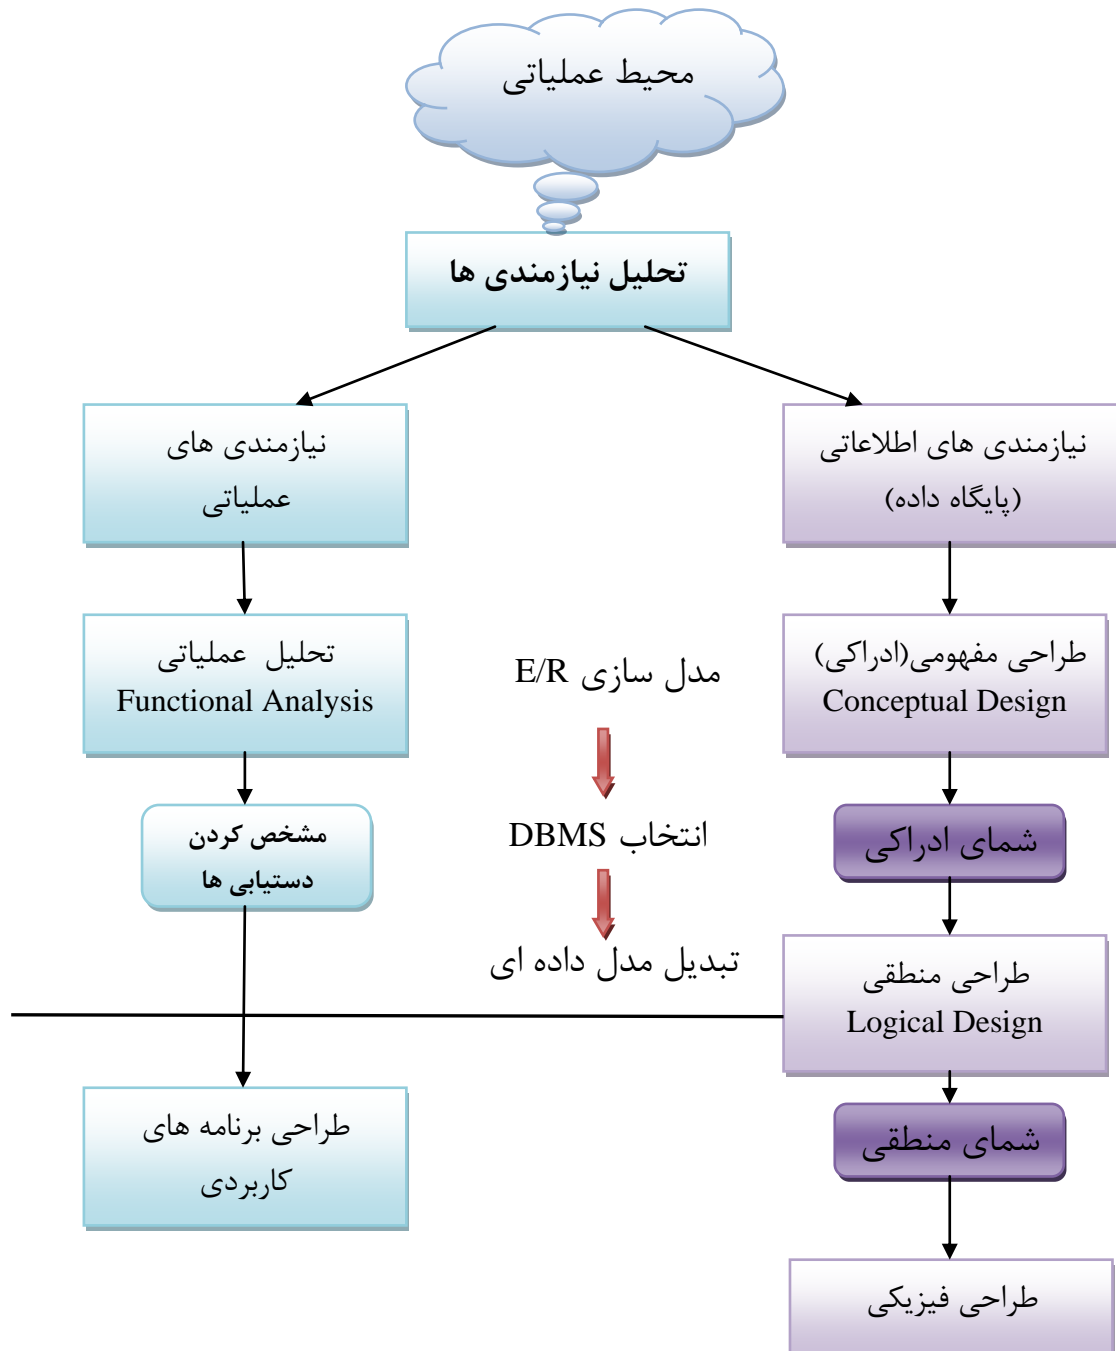 محیط عملیاتی
تحلیل نیازمندی ها
نیازمندی های اطلاعاتی
(پایگاه داده)
نیازمندی های
عملیاتی
طراحی مفهومی(ادراکی)
Conceptual Design
مدل سازی E/R
تحلیل عملیاتی
Functional Analysis
شمای ادراکی
انتخاب DBMS
مشخص کردن
دستیابی ها
طراحی منطقی
Logical Design
تبدیل مدل داده ای
شمای منطقی
طراحی برنامه های
کاربردی
طراحی فیزیکی